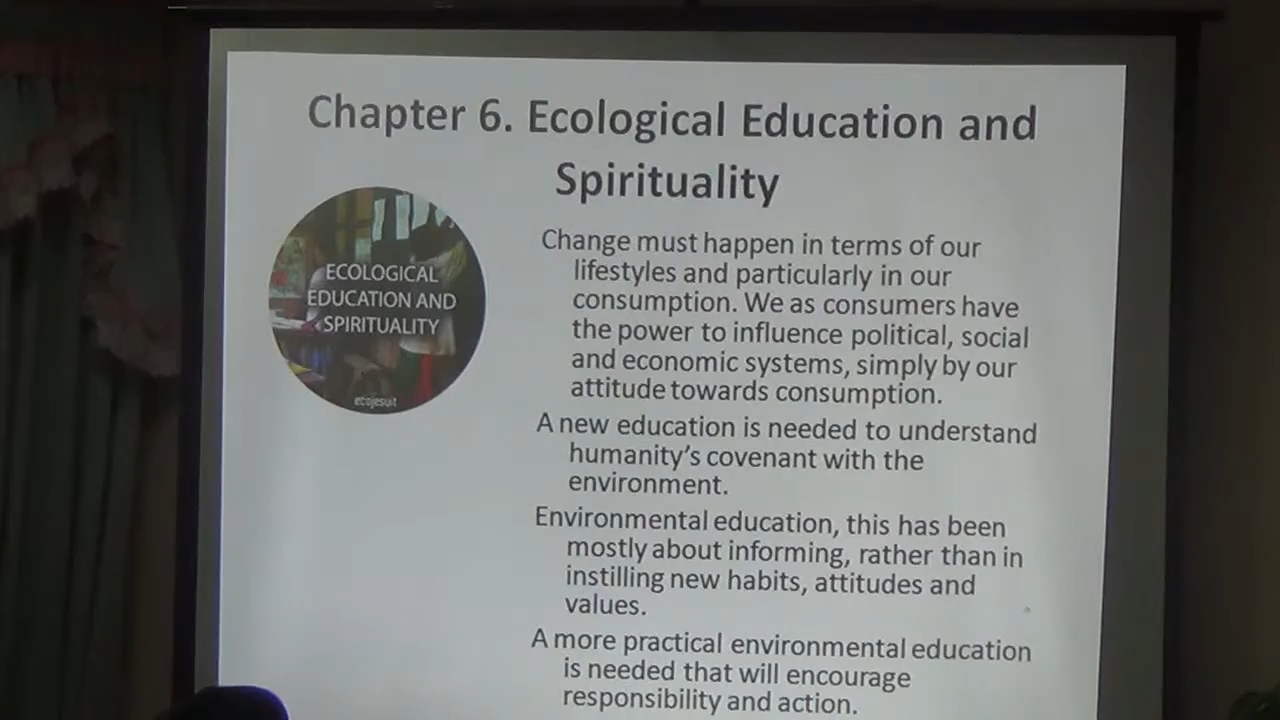 Chapter 6. Ecological Education and
Spirituality
ECOLOGICAL
EDUCATION AND
SPIRITUALITY
ecojesuit
Change must happen in terms of our
lifestyles and particularly in our
consumption. We as consumers have
the power to influence political, social
and economic systems, simply by our
attitude towards consumption.
A new education is needed to understand
humanity's covenant with the
environment.
Environmental education, this has been
mostly about informing, rather than in
instilling new habits, attitudes and
values.
A more practical environmental education
is needed that will encourage
responsibility and action.